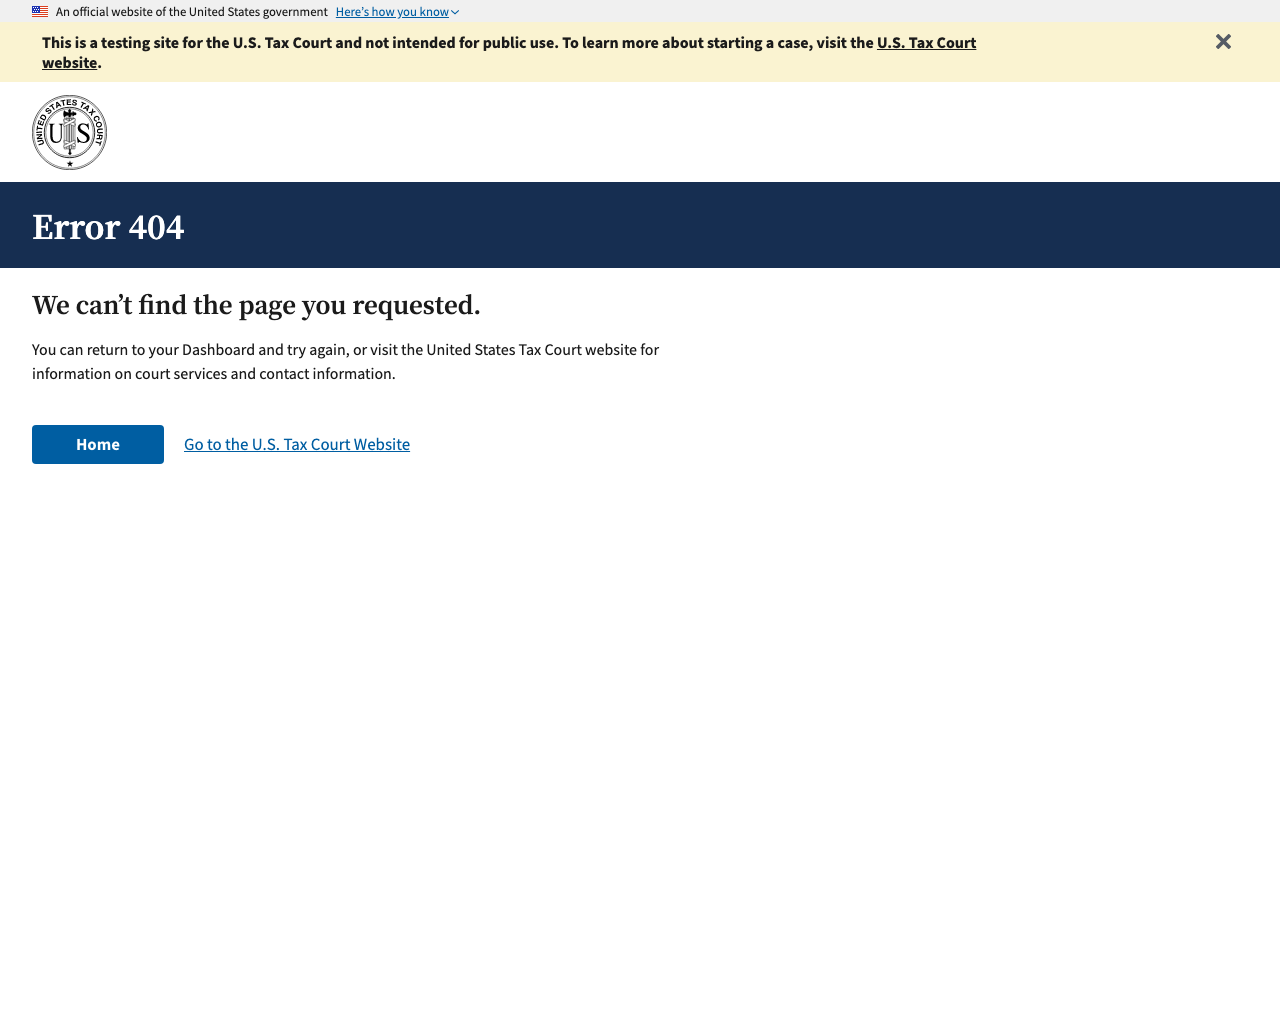 An official website of the United States government Here’s how you know
This is a testing site for the U.S. Tax Court and not intended for public use. To learn more about starting a case, visit the U.S. Tax Court
website.
UNITED STATES TAX COURT
US
Error 404
We can’t find the page you requested.
You can return to your Dashboard and try again, or visit the United States Tax Court website for
information on court services and contact information.
Home Go to the U.S. Tax Court Website